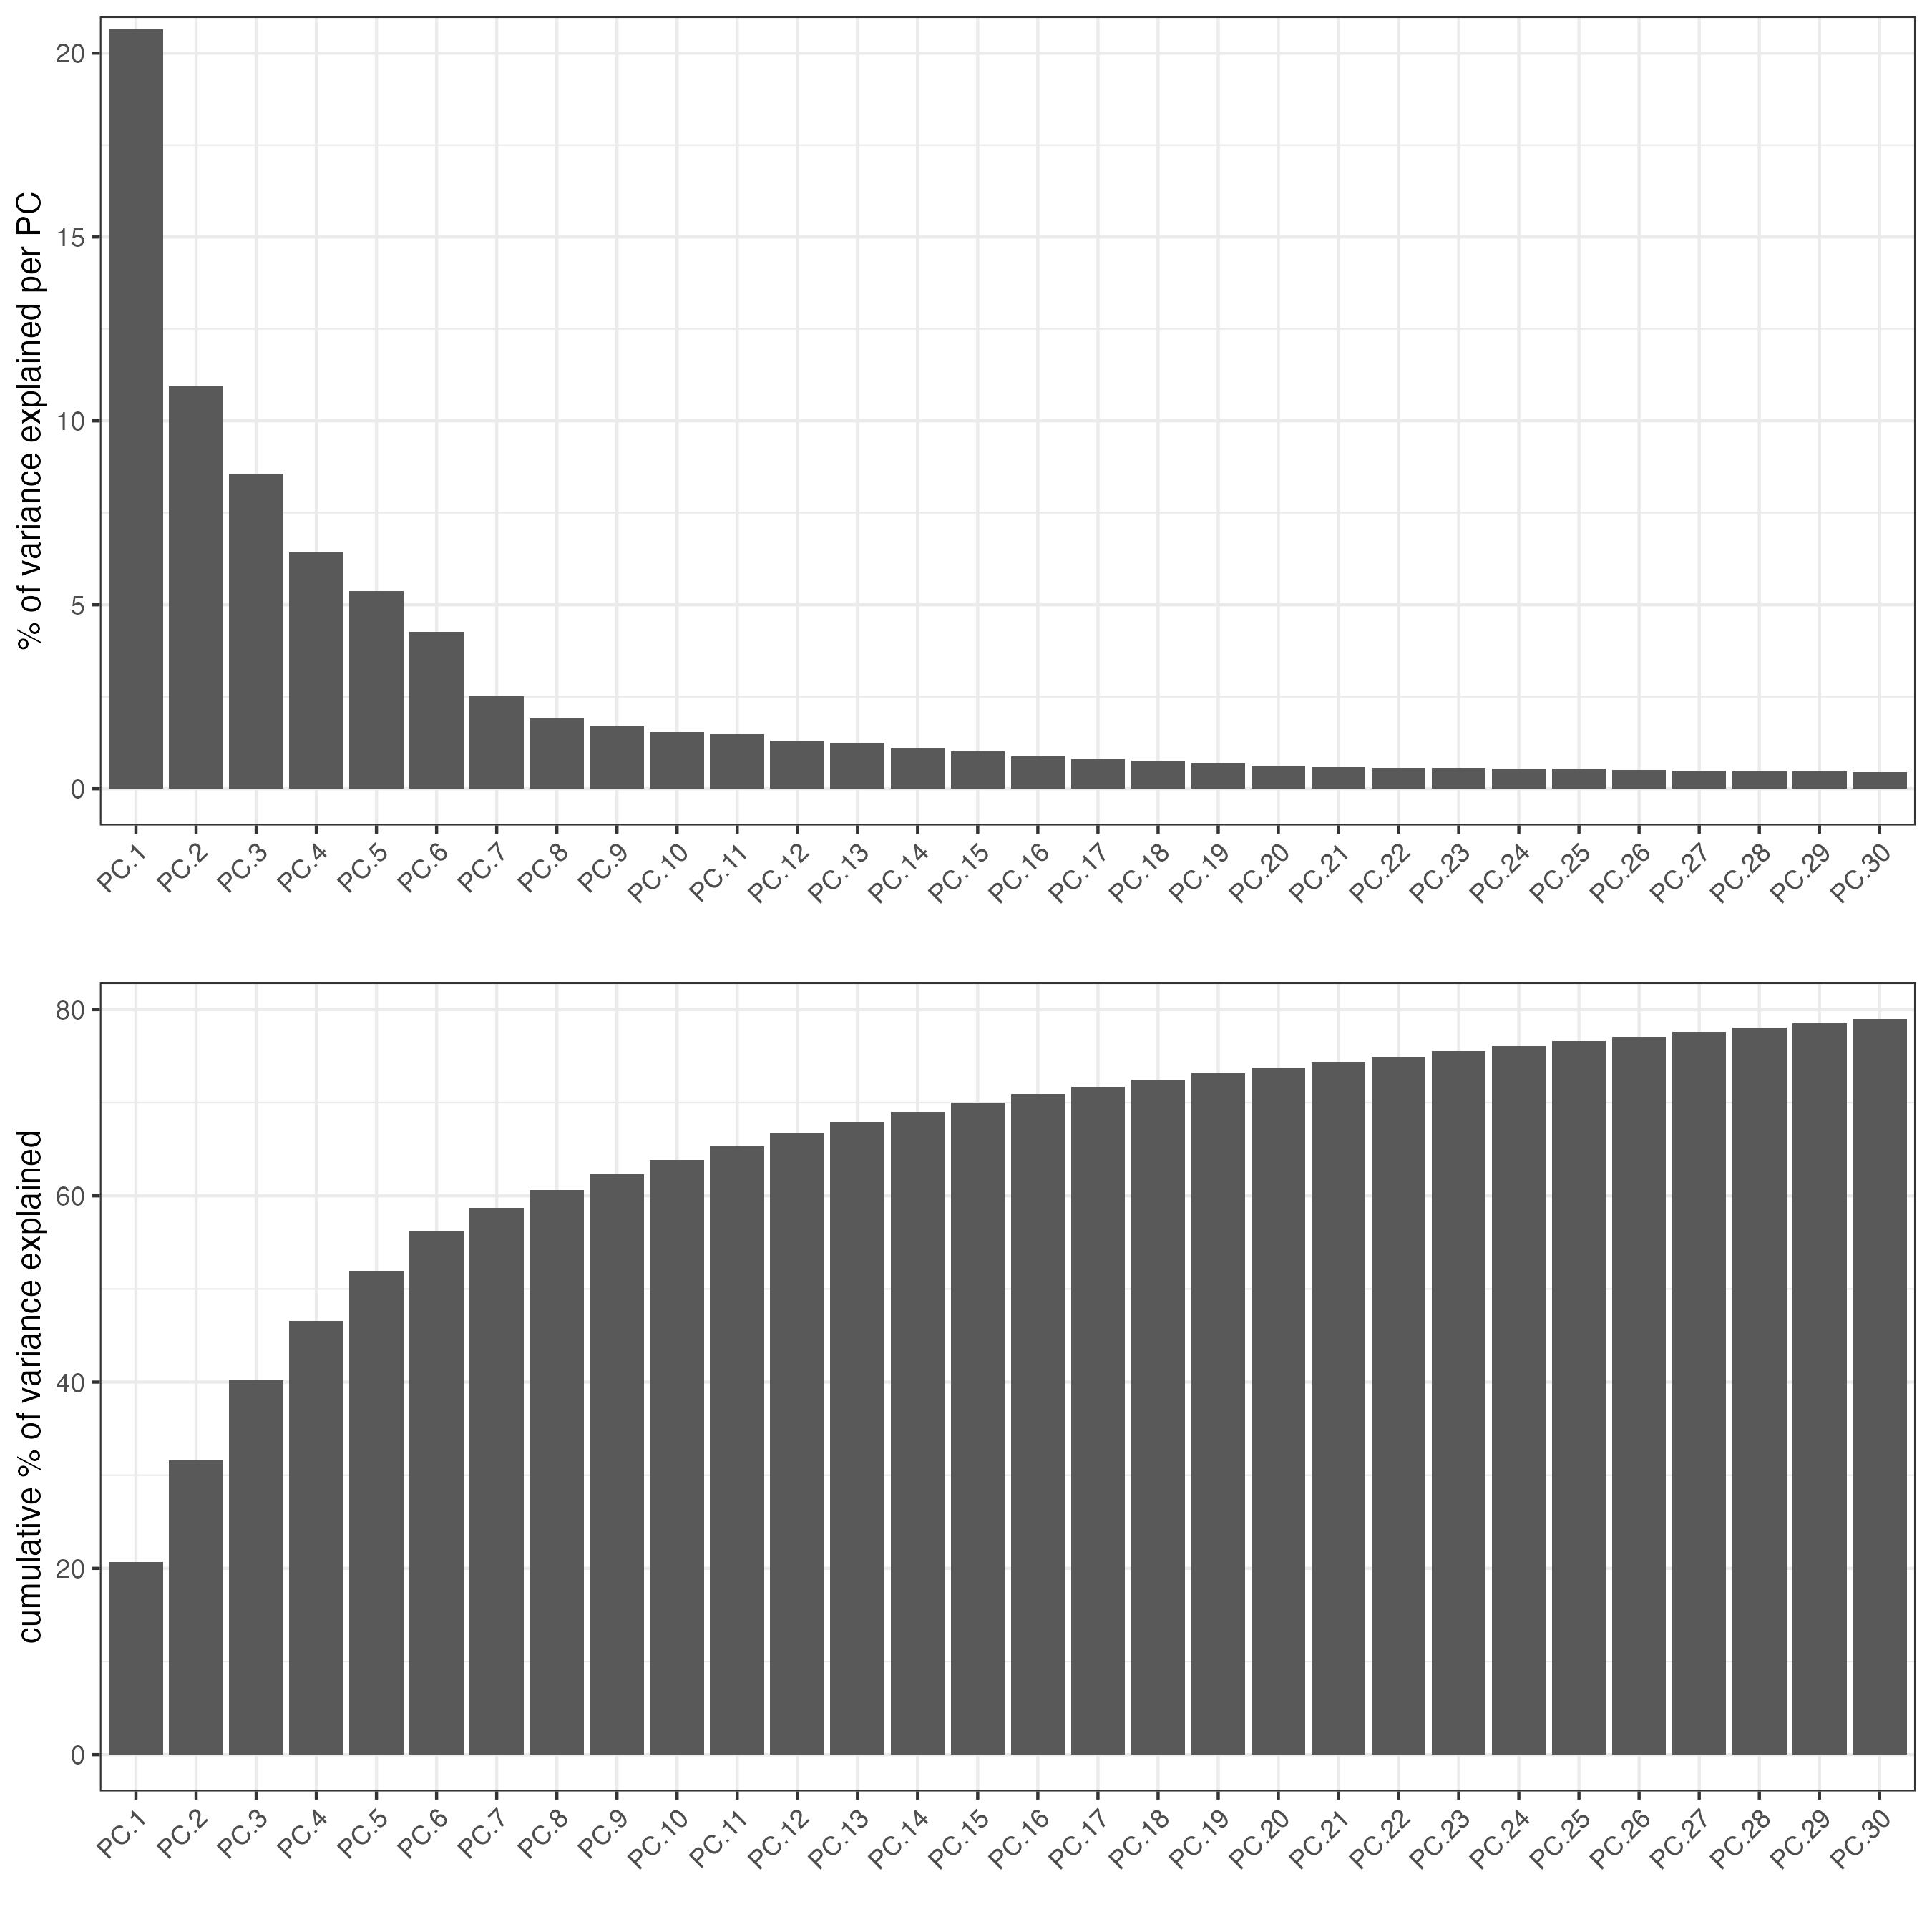 % of variance explained per PC
20
15
10
5
0
PC.1 PC.2 PC.3 PC.4 PC.5 PC.6 PC.7 PC.8 PC.9 PC.10 PC.11 PC.12 PC.13 PC.14 PC.15 PC.16 PC.17 PC.18 PC.19 PC.20 PC.21 PC.22 PC.23 PC.24 PC.25 PC.26 PC.27 PC.28 PC.29 PC.30
cumulative % of variance explained
80
60
40
20
0
PC.1 PC.2 PC.3 PC.4 PC.5 PC.6 PC.7 PC.8 PC.9 PC.10 PC.11 PC.12 PC.13 PC.14 PC.15 PC.16 PC.17 PC.18 PC.19 PC.20 PC.21 PC.22 PC.23 PC.24 PC.25 PC.26 PC.27 PC.28 PC.29 PC.30